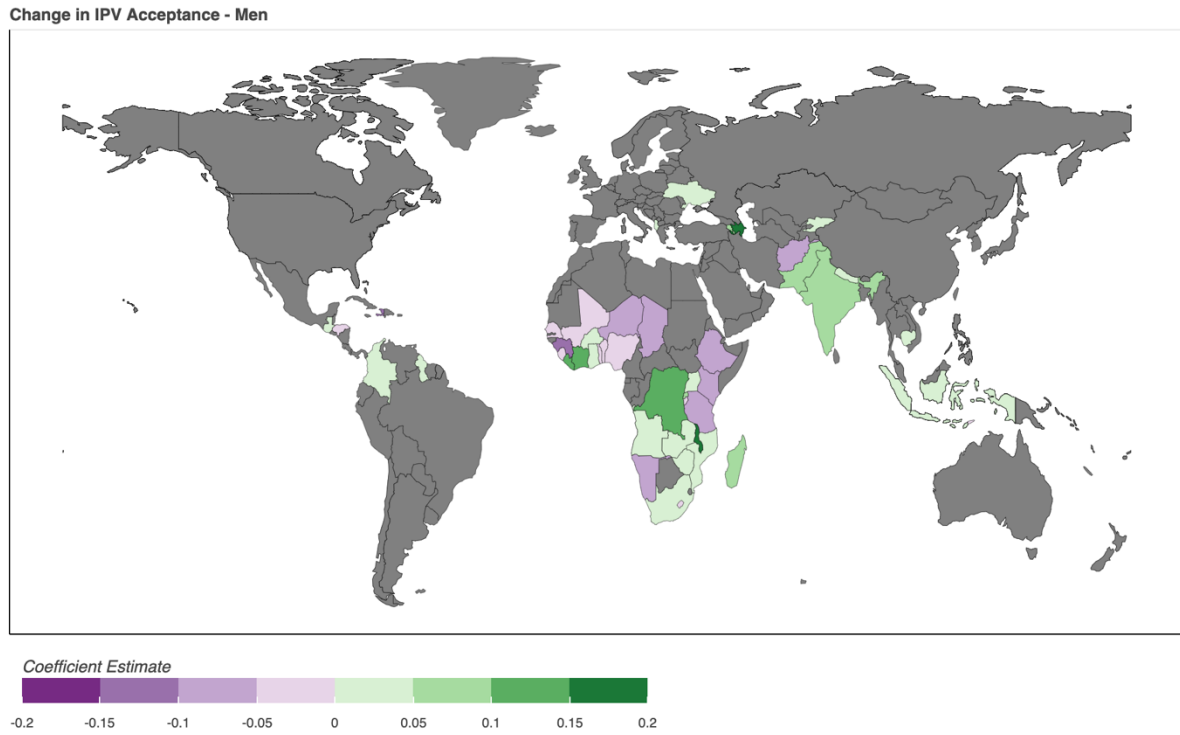 Change in IPV Acceptance - Men
Coefficient Estimate
-0.2 -0.15 -0.1 -0.05 0 0.05 0.1 0.15 0.2